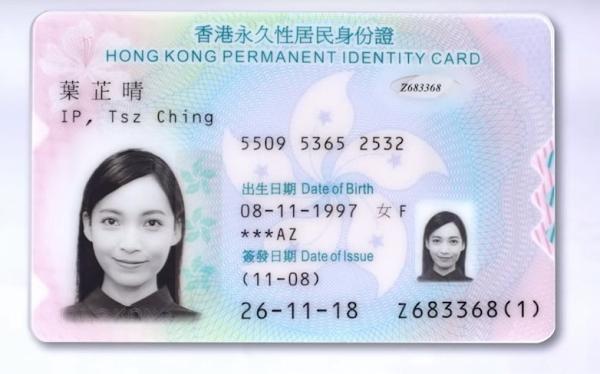 香港永久性居民身份證
HONG KONG PERMANENT IDENTITY CARD
葉芷晴
IP, Tsz Ching
Z683368
5509 5365 2532
出生日期 Date of Birth
08-11-1997 女 F
***AZ
簽發日期 Date of Issue
(11-08)
26-11-18
Z683368(1)